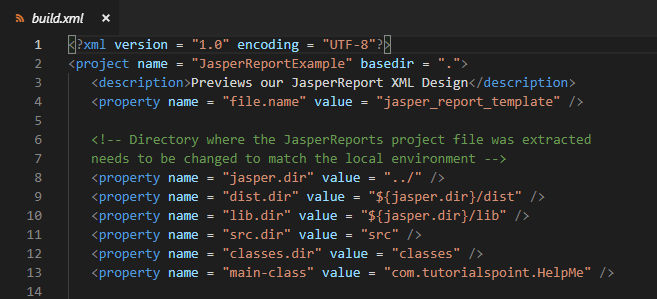 build.xml ×
1 <?xml version = "1.0" encoding = "UTF-8"?>
2 <project name = "JasperReportExample" basedir = ".">
3 <description>Previews our JasperReport XML Design</description>
4 <property name = "file.name" value = "jasper_report_template" />
5
6 <!-- Directory where the JasperReports project file was extracted
7 needs to be changed to match the local environment -->
8 <property name = "jasper.dir" value = "../" />
9 <property name = "dist.dir" value = "${jasper.dir}/dist" />
10 <property name = "lib.dir" value = "${jasper.dir}/lib" />
11 <property name = "src.dir" value = "src" />
12 <property name = "classes.dir" value = "classes" />
13 <property name = "main-class" value = "com.tutorialspoint.HelpMe" />
14